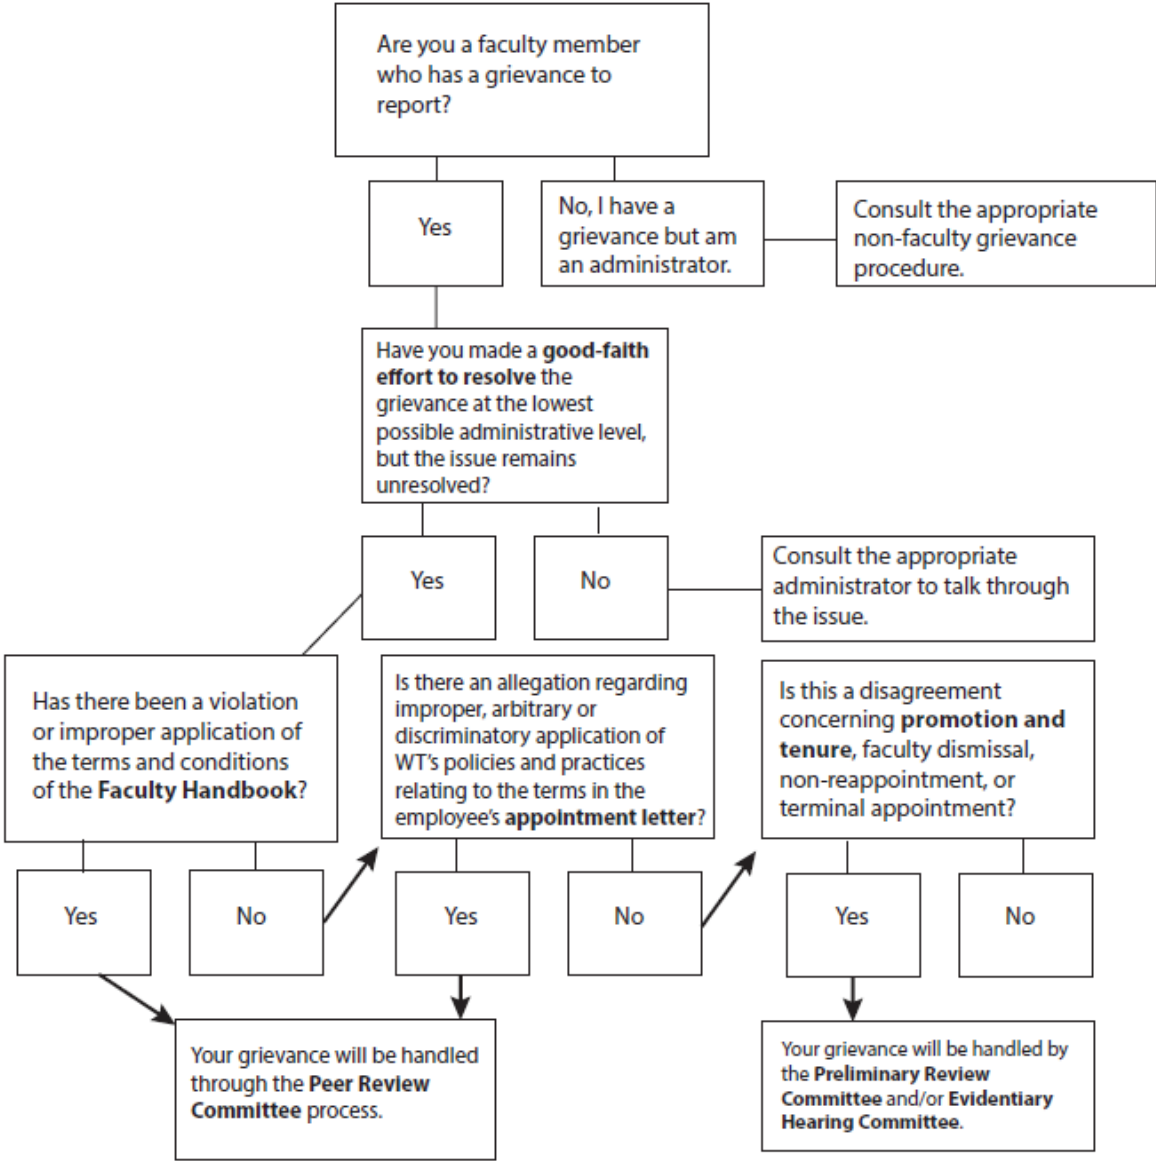 Are you a faculty member
who has a grievance to
report?
Yes
No, I have a
grievance but am
an administrator.
Consult the appropriate
non-faculty grievance
procedure.
Have you made a good-faith
effort to resolve the
grievance at the lowest
possible administrative level,
but the issue remains
unresolved?
Yes
No
Consult the appropriate
administrator to talk through
the issue.
Has there been a violation
or improper application of
the terms and conditions
of the Faculty Handbook?
Is there an allegation regarding
improper, arbitrary or
discriminatory application of
WT's policies and practices
relating to the terms in the
employee's appointment letter?
Is this a disagreement
concerning promotion and
tenure, faculty dismissal,
non-reappointment, or
terminal appointment?
Yes
No
Yes
No
Yes
No
Your grievance will be handled
through the Peer Review
Committee process.
Your grievance will be handled by
the Preliminary Review
Committee and/or Evidentiary
Hearing Committee.